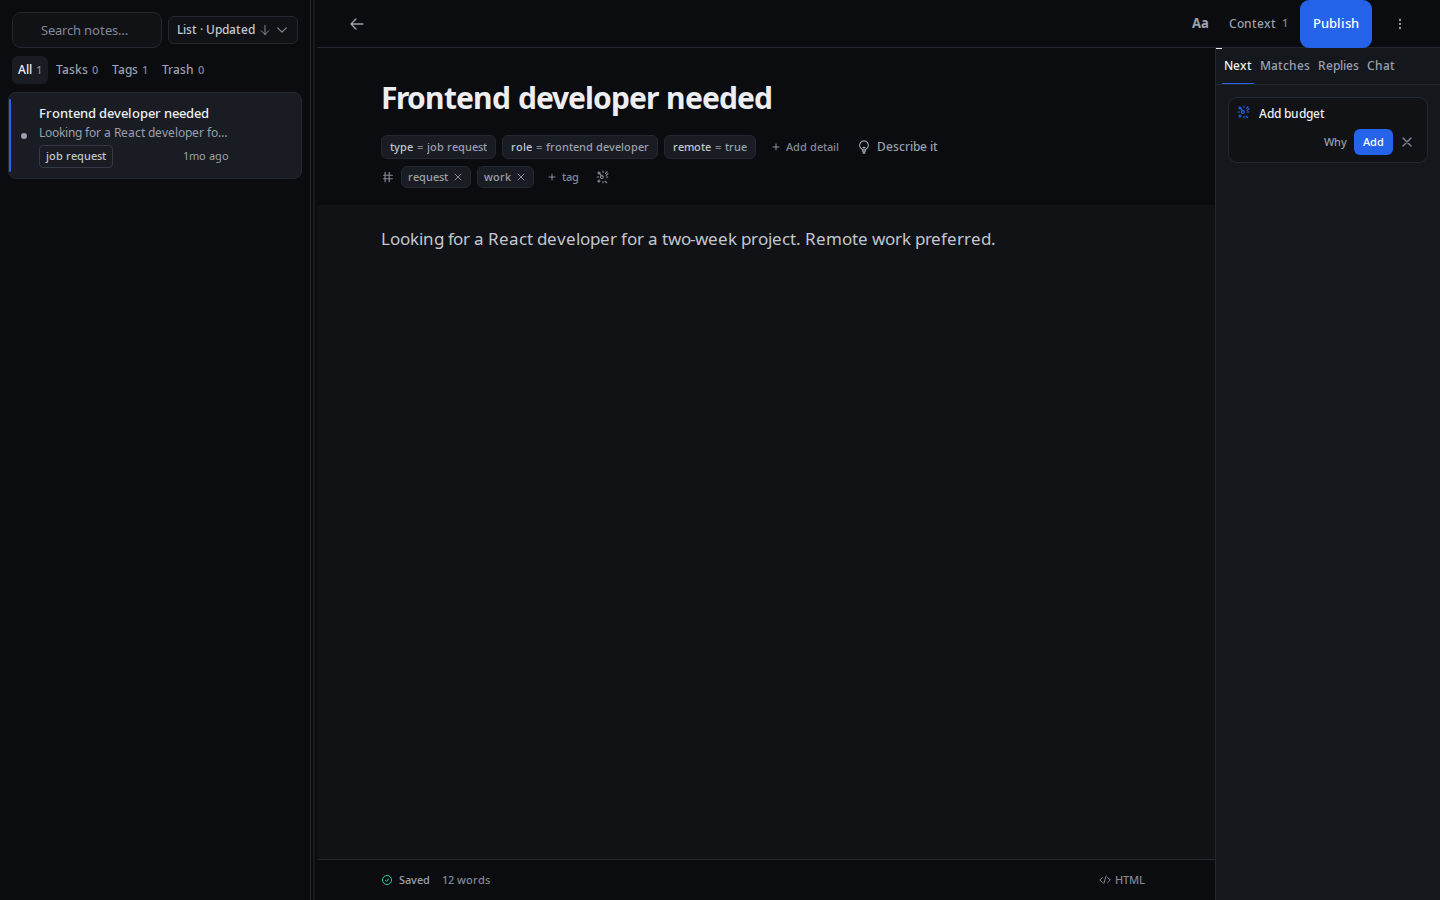 Search notes...
List · Updated
All 1
Tasks 0
Tags 1
Trash 0
Frontend developer needed
Looking for a React developer fo...
job request
1mo ago
Aa
Context 1
Publish
Frontend developer needed
type = job request
role = frontend developer
remote = true
+ Add detail
Describe it
# request × work × + tag
Looking for a React developer for a two-week project. Remote work preferred.
Saved
12 words
</> HTML
Next
Matches
Replies
Chat
Add budget
Why
Add